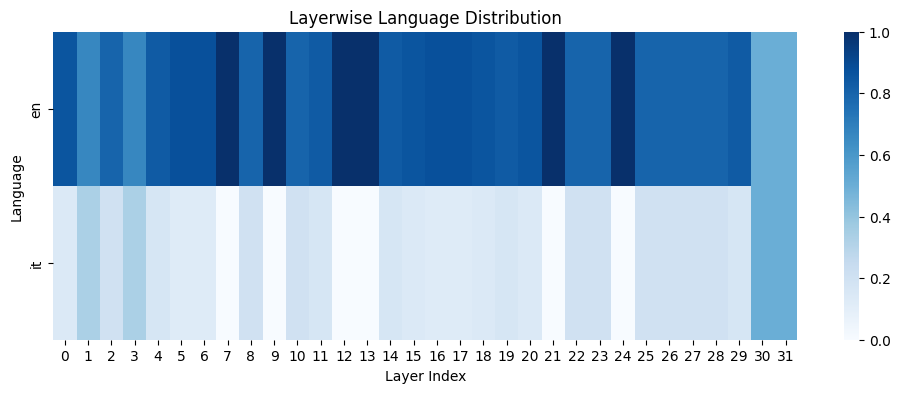 Layerwise Language Distribution
Language
en
it
0 1 2 3 4 5 6 7 8 9 10 11 12 13 14 15 16 17 18 19 20 21 22 23 24 25 26 27 28 29 30 31
Layer Index
1.0
0.8
0.6
0.4
0.2
0.0